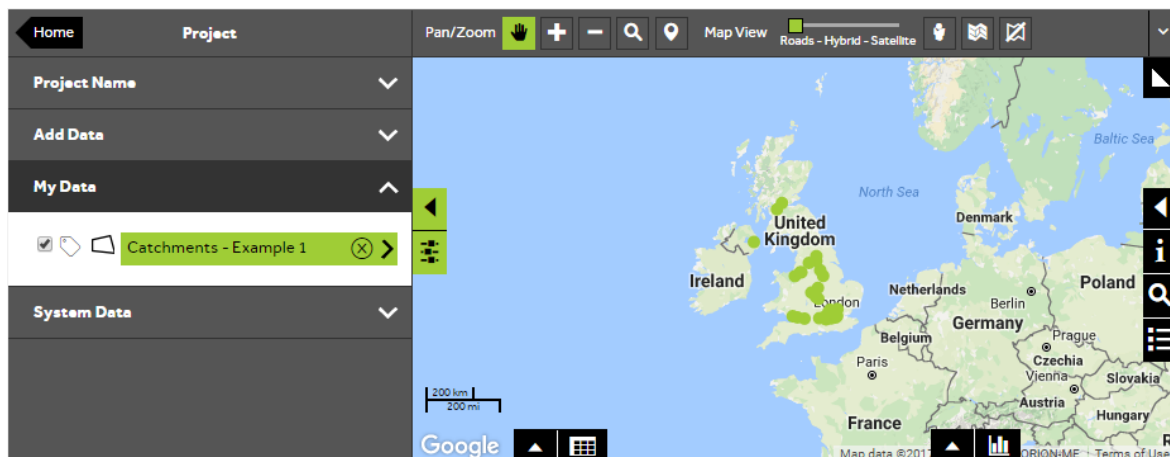 Home
Project
Pan/Zoom
Map View
Roads - Hybrid - Satellite
Project Name
Add Data
My Data
Catchments - Example 1
System Data
Baltic Sea
North Sea
Denmark
United
Kingdom
Ireland
Netherlands
Poland
London
Berlin
Germany
Belgium
Prague
Paris
Czechia
Vienna
Slovakia
Austria
Hungary
France
200 km
200 mi
Google
Map data ©2017
ORION-ME
Terms of Use